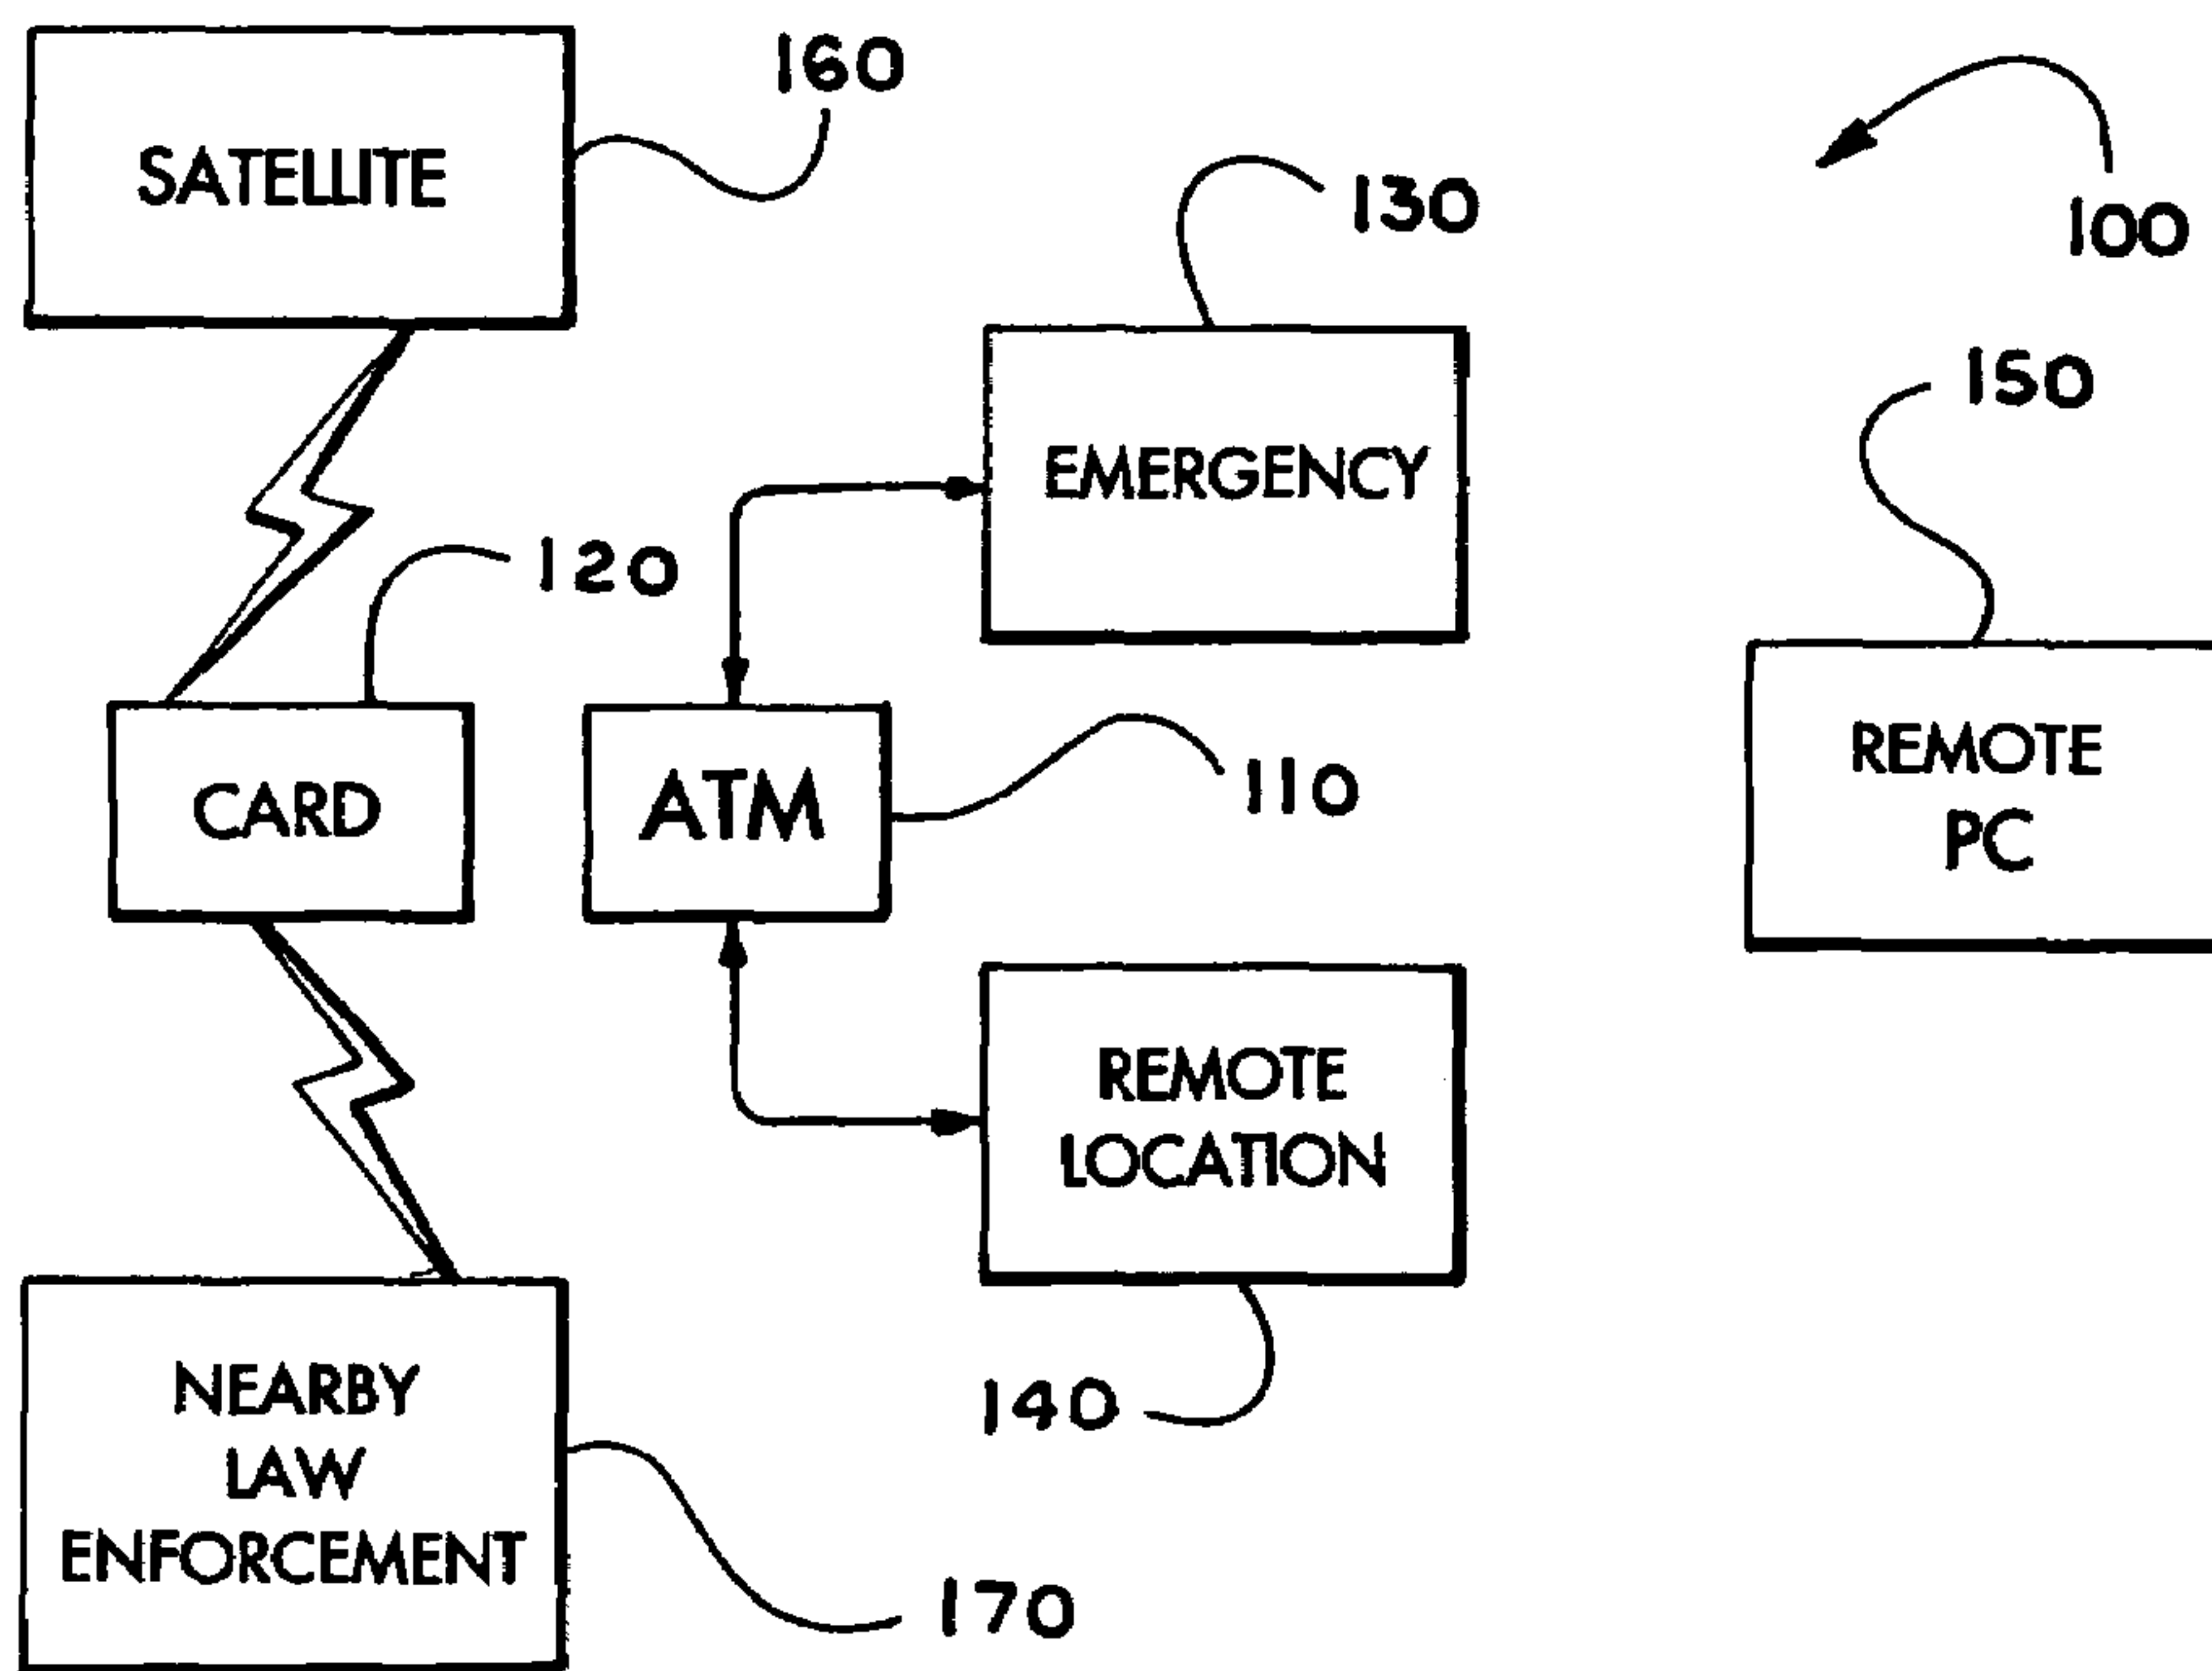 160
SATELLITE
130
100
150
EMERGENCY
120
REMOTE
PC
CARD
ATM
110
REMOTE
LOCATION
140
NEARBY
LAW
ENFORCEMENT
170